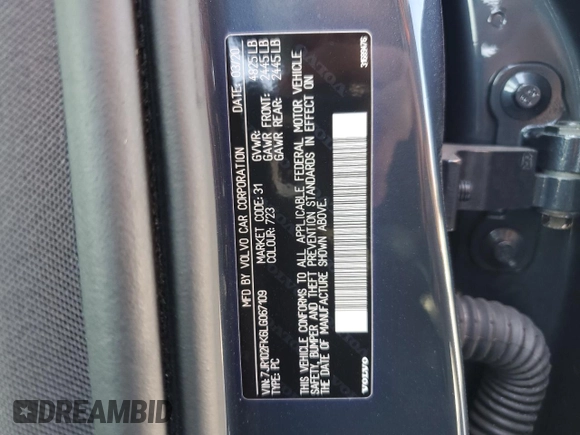 MFD BY VOLVO CAR CORPORATION
DATE: 03/20
MARKET CODE: 31
COLOUR: 723
GVWR: 4925 LB
GAWR FRONT: 2445 LB
GAWR REAR: 2445 LB
VIN: 7JR102FK6LG067109
TYPE: PC
THIS VEHICLE CONFORMS TO ALL APPLICABLE FEDERAL MOTOR VEHICLE
SAFETY, BUMPER AND THEFT PREVENTION STANDARDS IN EFFECT ON
THE DATE OF MANUFACTURE SHOWN ABOVE.
VOLVO
DREAMBID